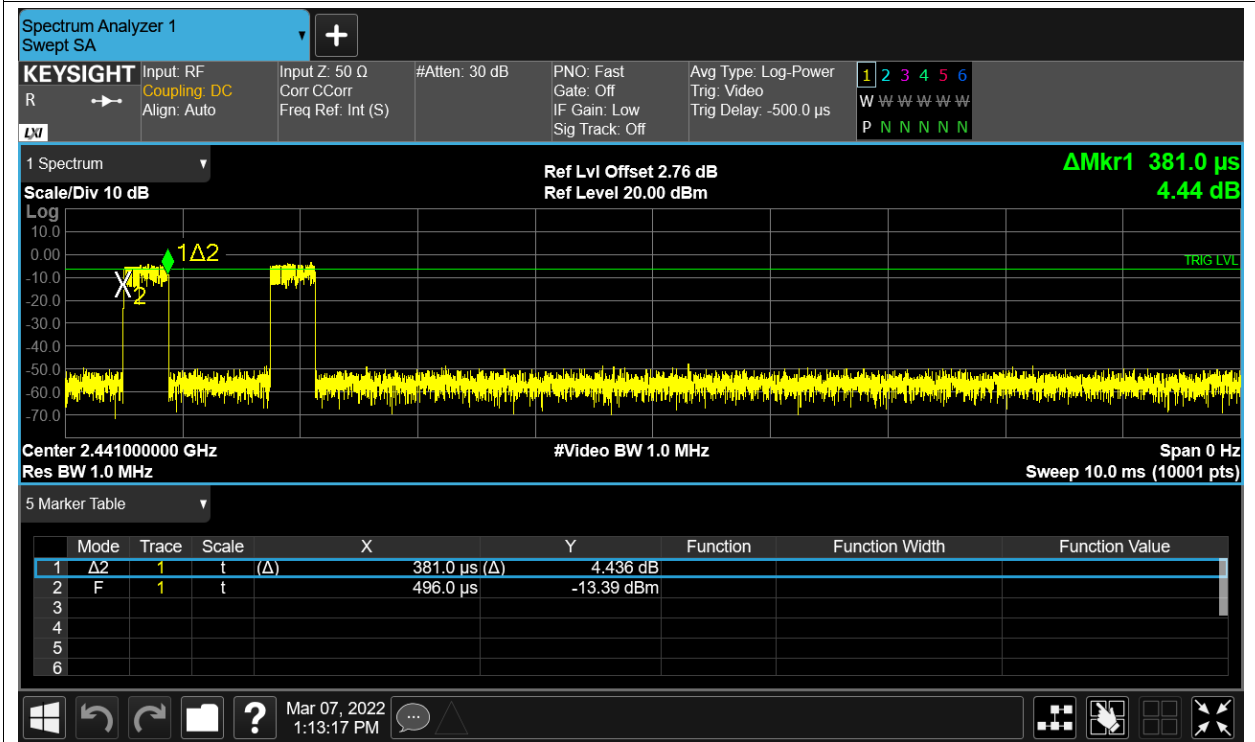 Spectrum Analyzer 1
Swept SA
+
KEYSIGHT Input: RF Input Z: 50 Ω #Atten: 30 dB PNO: Fast Avg Type: Log-Power 1 2 3 4 5 6
R Coupling: DC Corr CCorr Gate: Off Trig: Video W W W W W W
Align: Auto Freq Ref: Int (S) IF Gain: Low Trig Delay: -500.0 µs
LXI Sig Track: Off P N N N N N
1 Spectrum Ref Lvl Offset 2.76 dB ΔMkr1 381.0 µs
Scale/Div 10 dB Ref Level 20.00 dBm 4.44 dB
Log
10.0
0.00 1Δ2 TRIG LVL
-10.0 X2
-20.0
-30.0
-40.0
-50.0
-60.0
-70.0
Center 2.441000000 GHz #Video BW 1.0 MHz Span 0 Hz
Res BW 1.0 MHz Sweep 10.0 ms (10001 pts)
5 Marker Table
Mode Trace Scale X Y Function Function Width Function Value
1 Δ2 1 t (Δ) 381.0 µs (Δ) 4.436 dB
2 F 1 t 496.0 µs -13.39 dBm
3
4
5
6
? Mar 07, 2022
1:13:17 PM